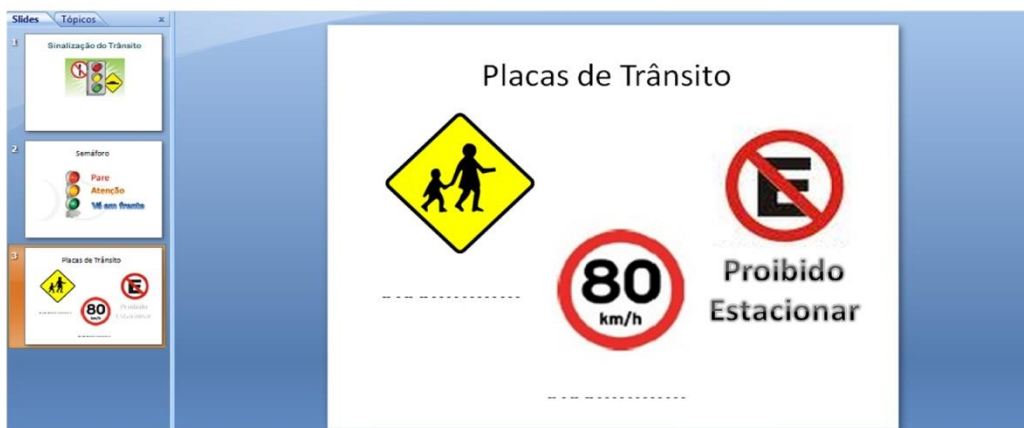 Slides
Tópicos
x
1
Sinalização do Trânsito
2
Semáforo
Pare
Atenção
Vá em frente
3
Placas de Trânsito
E
80
km/h
Proibido
Estacionar
Placas de Trânsito
E
80
km/h
Proibido
Estacionar